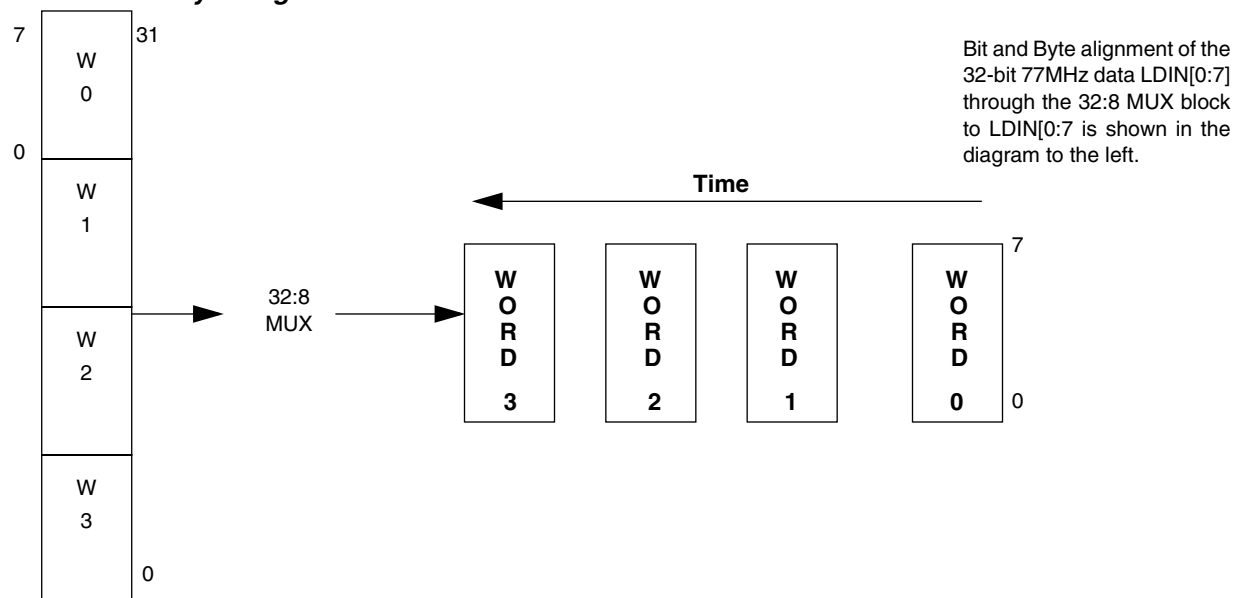 7
31
W
0
0
W
1
W
2
W
3
0
32:8
MUX
Time
W
O
R
D
3
W
O
R
D
2
W
O
R
D
1
W
O
R
D
0
7
0
Bit and Byte alignment of the
32-bit 77MHz data LDIN[0:7]
through the 32:8 MUX block
to LDIN[0:7 is shown in the
diagram to the left.